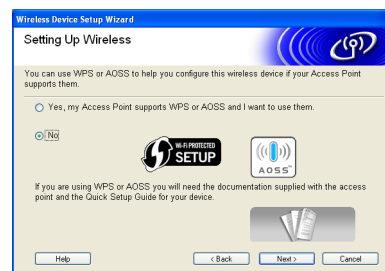 Wireless Device Setup Wizard
Setting Up Wireless
You can use WPS or AOSS to help you configure this wireless device if your Access Point
supports them.
Yes, my Access Point supports WPS or AOSS and I want to use them.
No
WI-FI PROTECTED
SETUP
AOSS™
If you are using WPS or AOSS you will need the documentation supplied with the access
point and the Quick Setup Guide for your device.
Help
< Back
Next >
Cancel